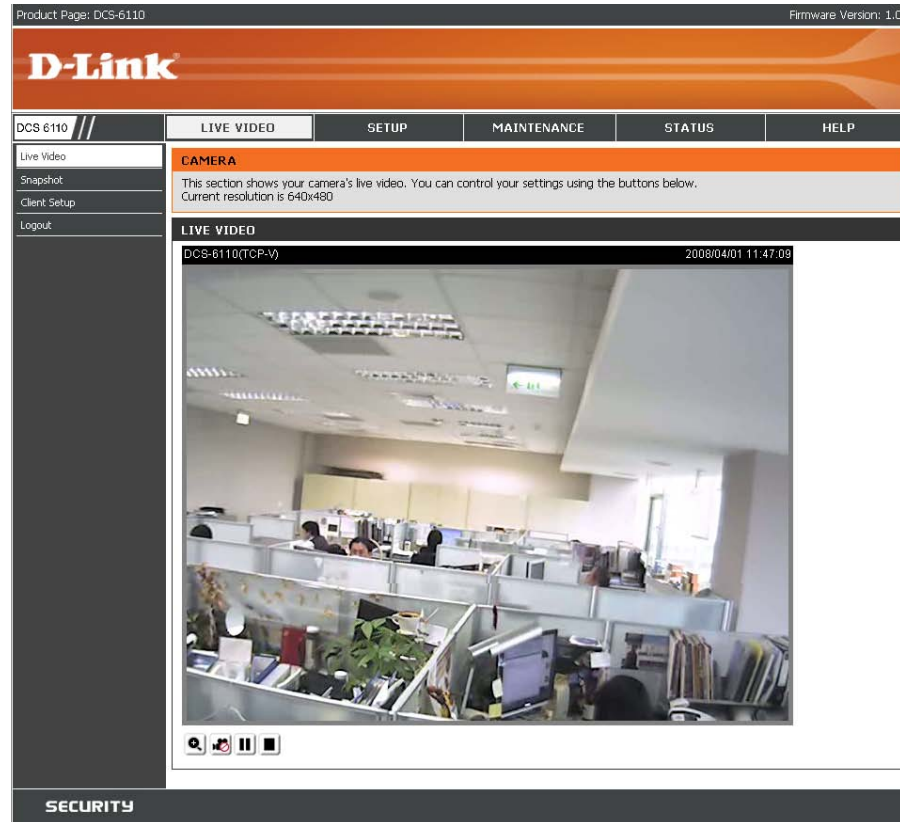 Product Page: DCS-6110
Firmware Version: 1.0
D-Link
DCS 6110
LIVE VIDEO
SETUP
MAINTENANCE
STATUS
HELP
Live Video
Snapshot
Client Setup
Logout
CAMERA
This section shows your camera's live video. You can control your settings using the buttons below.
Current resolution is 640x480
LIVE VIDEO
DCS-6110(TCP-V)
2008/04/01 11:47:09
SECURITY